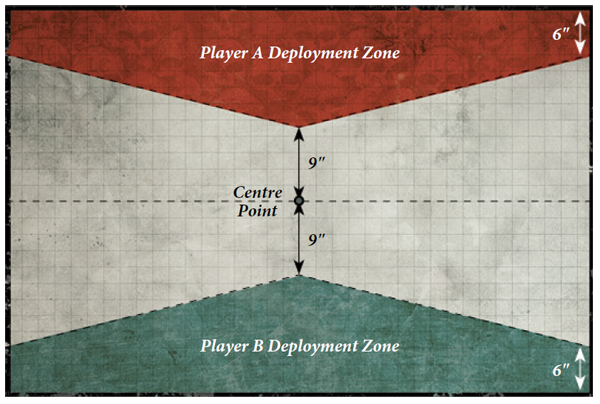 6"
Player A Deployment Zone
9"
Centre
Point
9"
Player B Deployment Zone
6"